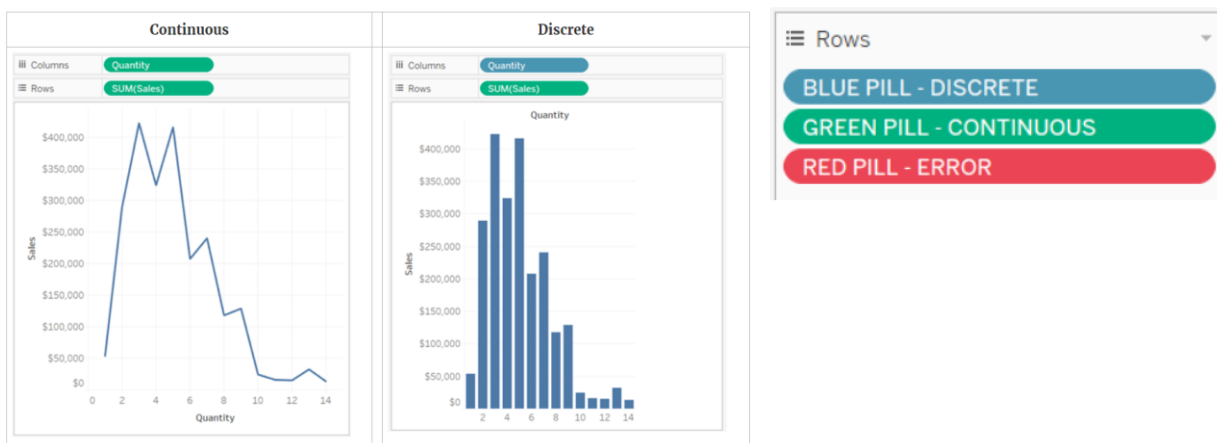 Continuous
Columns
Quantity
Rows
SUM(Sales)
$400,000
$350,000
$300,000
$250,000
$200,000
$150,000
$100,000
$50,000
$0
Sales
0 2 4 6 8 10 12 14
Quantity
Discrete
Columns
Quantity
Rows
SUM(Sales)
Quantity
$400,000
$350,000
$300,000
$250,000
$200,000
$150,000
$100,000
$50,000
$0
Sales
2 4 6 8 10 12 14
Rows
BLUE PILL - DISCRETE
GREEN PILL - CONTINUOUS
RED PILL - ERROR